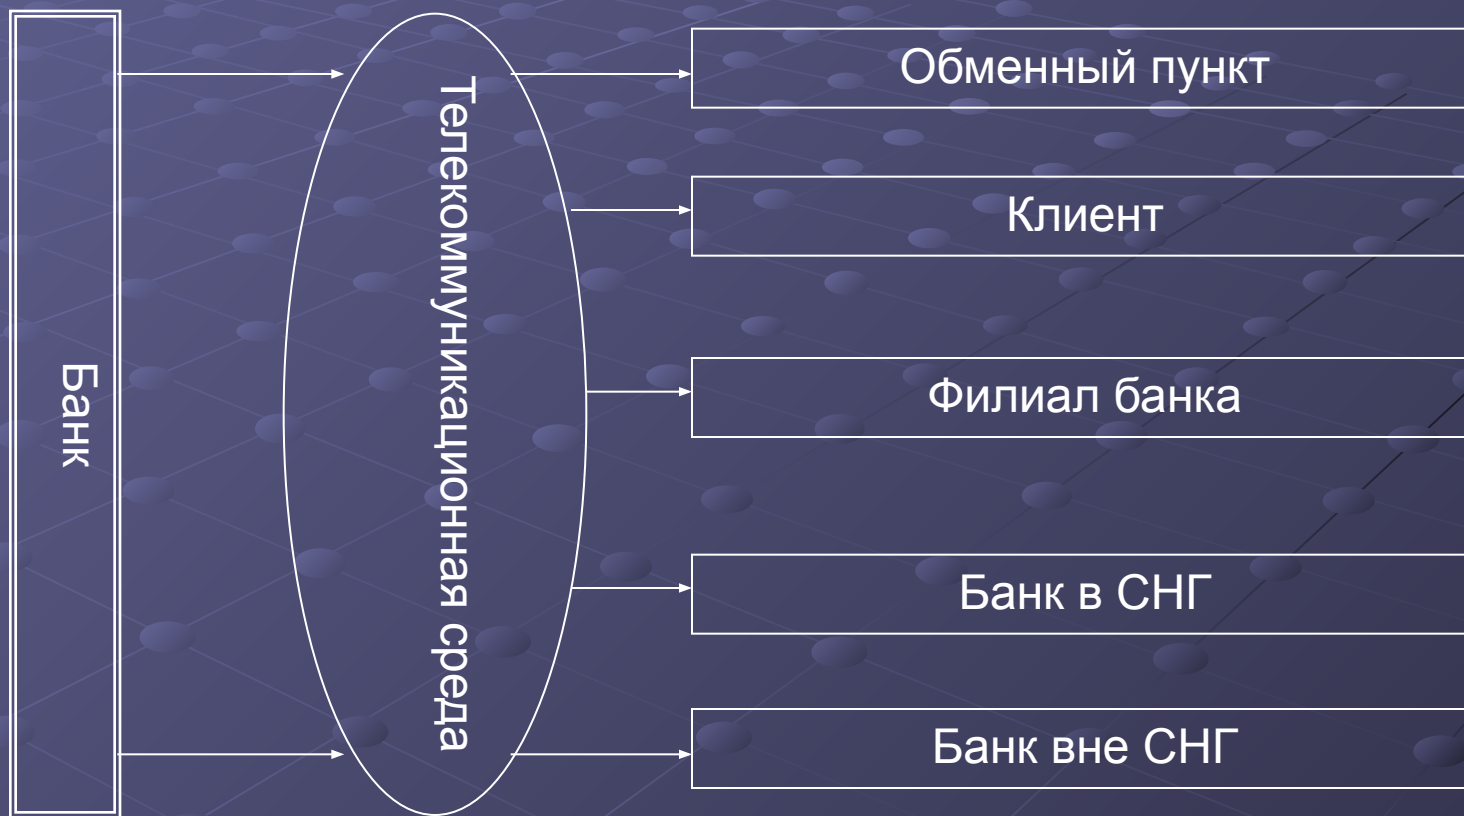 Банк
Телекоммуникационная среда
Обменный пункт
Клиент
Филиал банка
Банк в СНГ
Банк вне СНГ